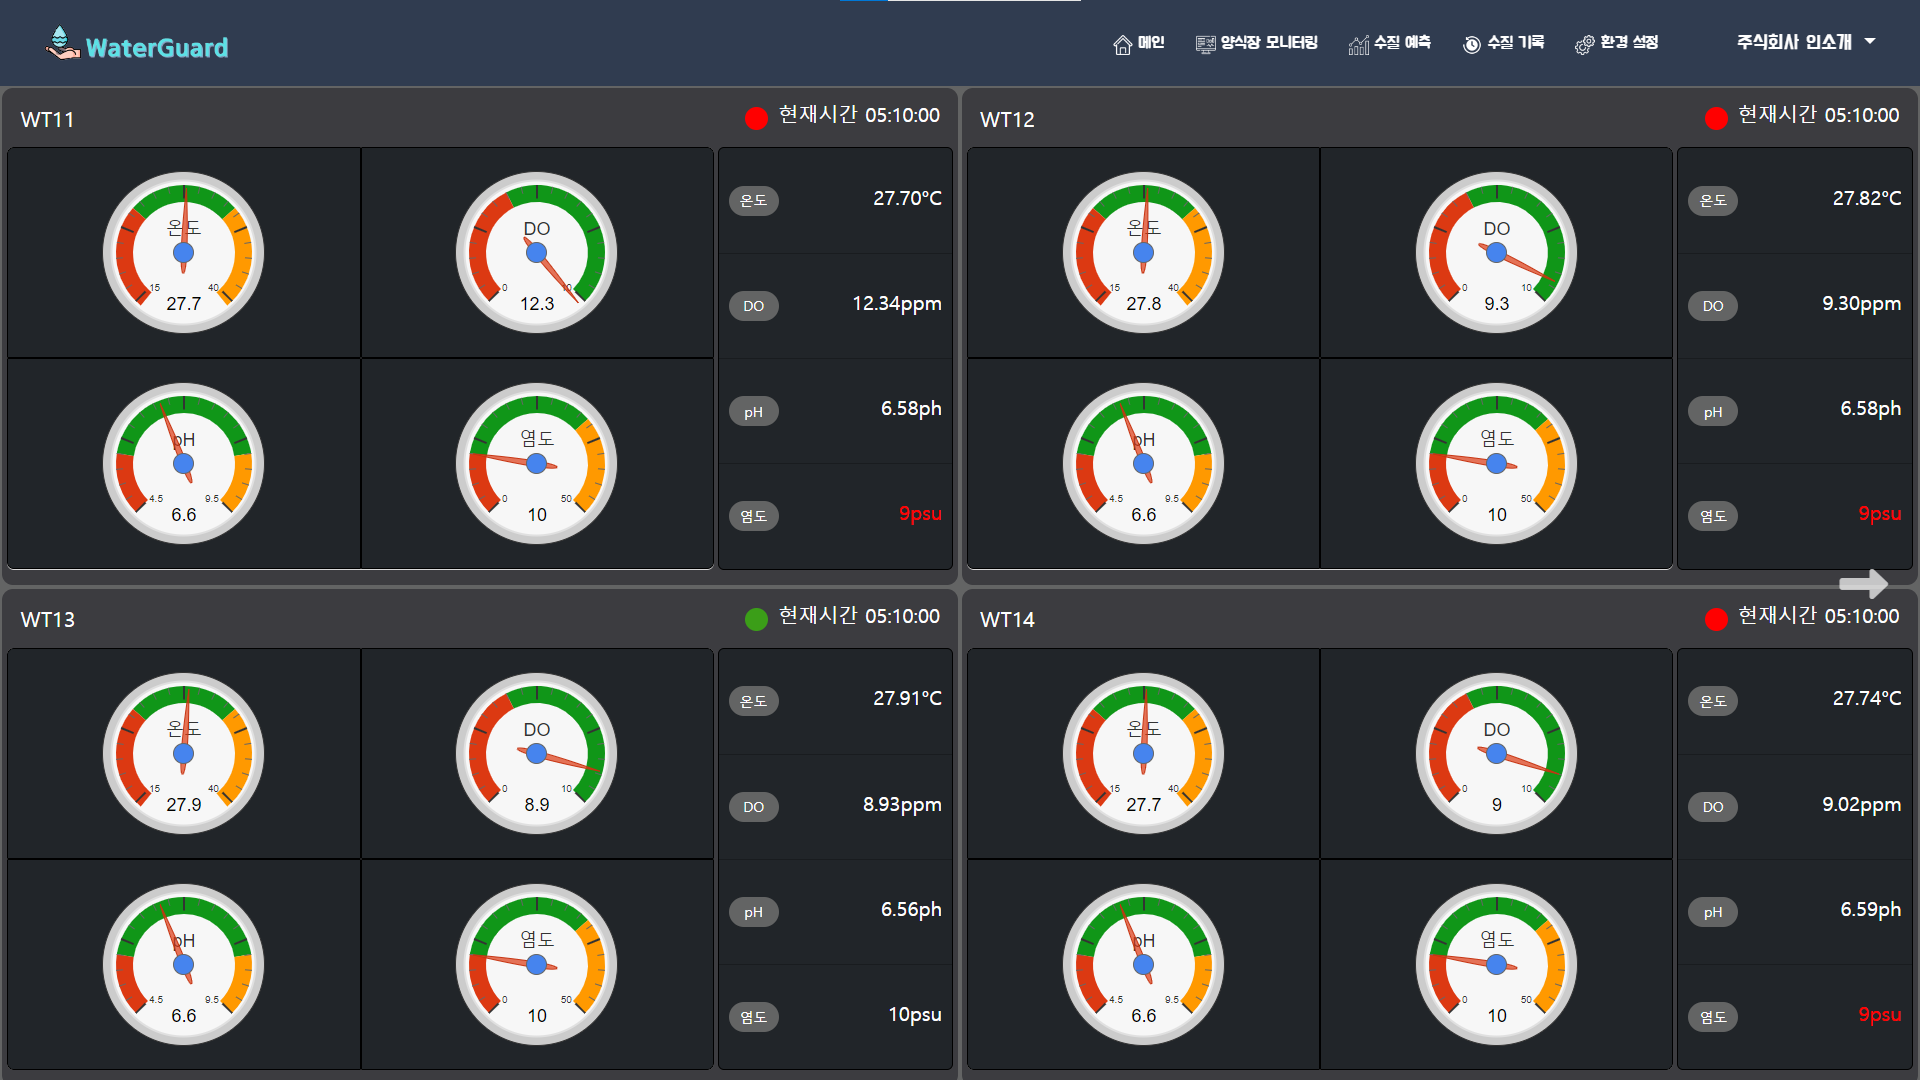 WaterGuard
메인
양식장 모니터링
수질 예측
수질 기록
환경 설정
주식회사 인소개
WT11
현재시간 05:10:00
온도
15
40
27.7
DO
0
10
12.3
pH
4.5
9.5
6.6
염도
0
50
10
온도 27.70°C
DO 12.34ppm
pH 6.58ph
염도 9psu
WT12
현재시간 05:10:00
온도
15
40
27.8
DO
0
10
9.3
pH
4.5
9.5
6.6
염도
0
50
10
온도 27.82°C
DO 9.30ppm
pH 6.58ph
염도 9psu
WT13
현재시간 05:10:00
온도
15
40
27.9
DO
0
10
8.9
pH
4.5
9.5
6.6
염도
0
50
10
온도 27.91°C
DO 8.93ppm
pH 6.56ph
염도 10psu
WT14
현재시간 05:10:00
온도
15
40
27.7
DO
0
10
9
pH
4.5
9.5
6.6
염도
0
50
10
온도 27.74°C
DO 9.02ppm
pH 6.59ph
염도 9psu